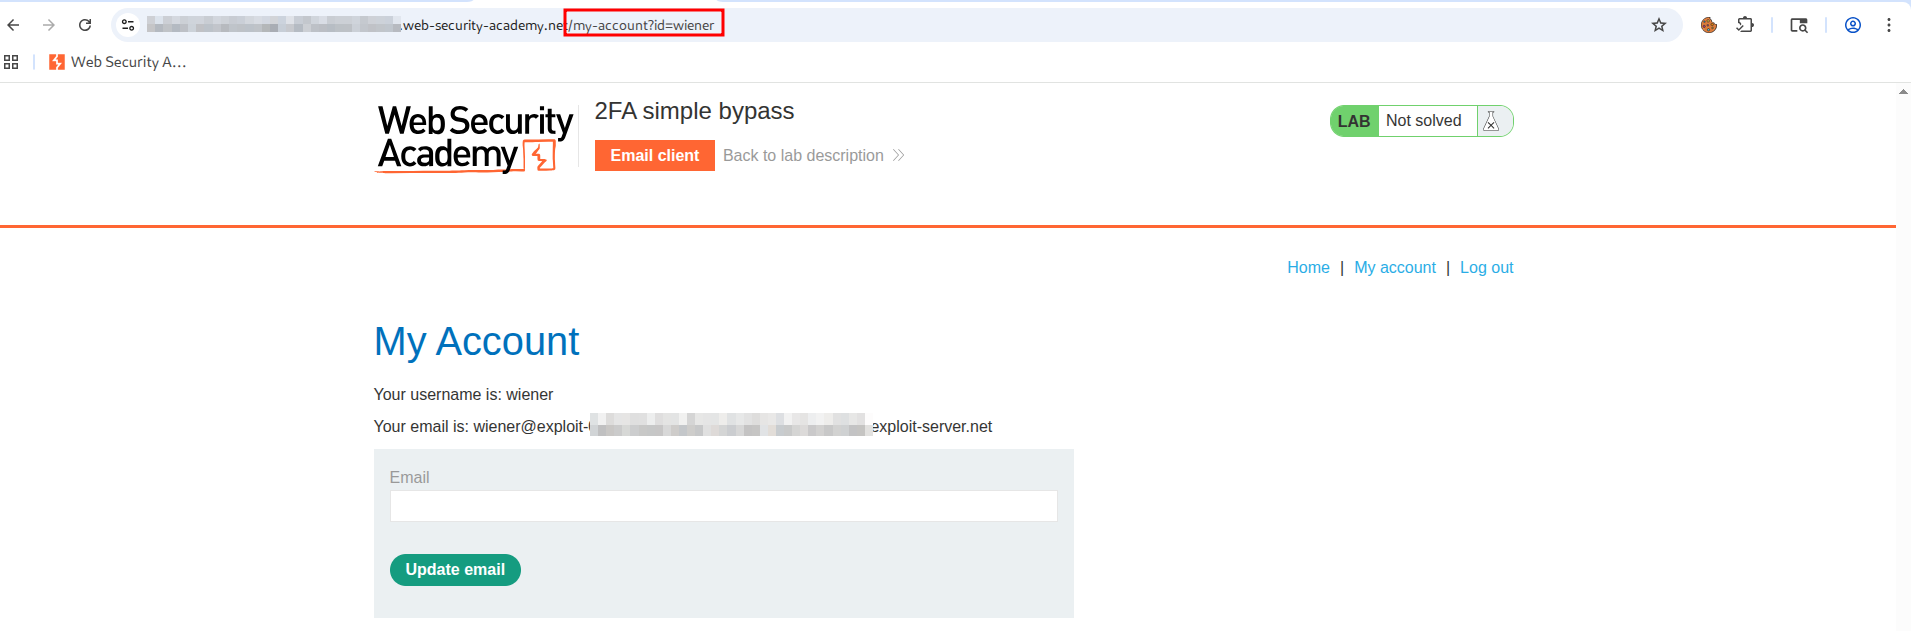 .web-security-academy.net/my-account?id=wiener
Web Security A...
Web Security
Academy
2FA simple bypass
LAB Not solved
Email client Back to lab description
Home | My account | Log out
My Account
Your username is: wiener
Your email is: wiener@exploit- exploit-server.net
Email
Update email